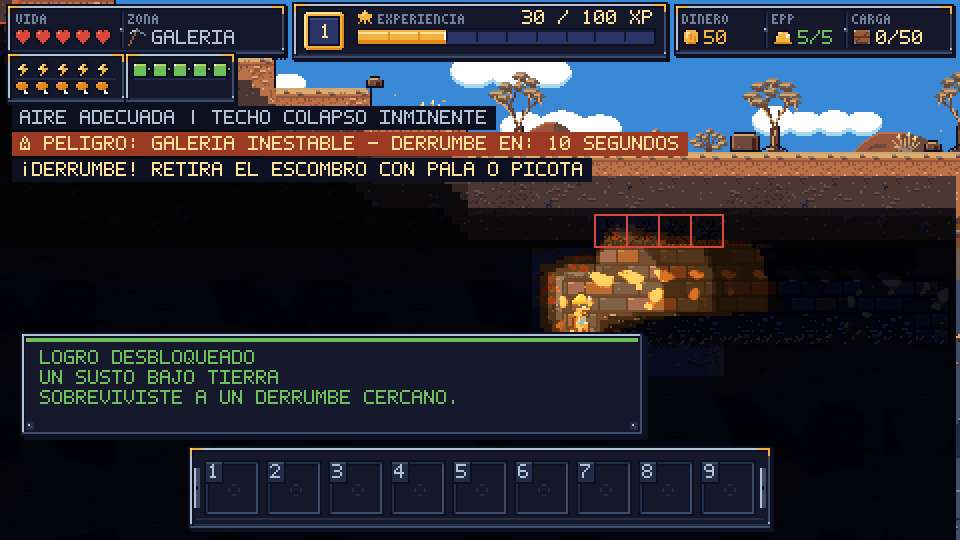 VIDA ZONA
GALERIA
1
EXPERIENCIA 30 / 100 XP
DINERO EPP CARGA
50 5/5 0/50
AIRE ADECUADA | TECHO COLAPSO INMINENTE
PELIGRO: GALERIA INESTABLE - DERRUMBE EN: 10 SEGUNDOS
¡DERRUMBE! RETIRA EL ESCOMBRO CON PALA O PICOTA
LOGRO DESBLOQUEADO
UN SUSTO BAJO TIERRA
SOBREVIVISTE A UN DERRUMBE CERCANO.
1 2 3 4 5 6 7 8 9